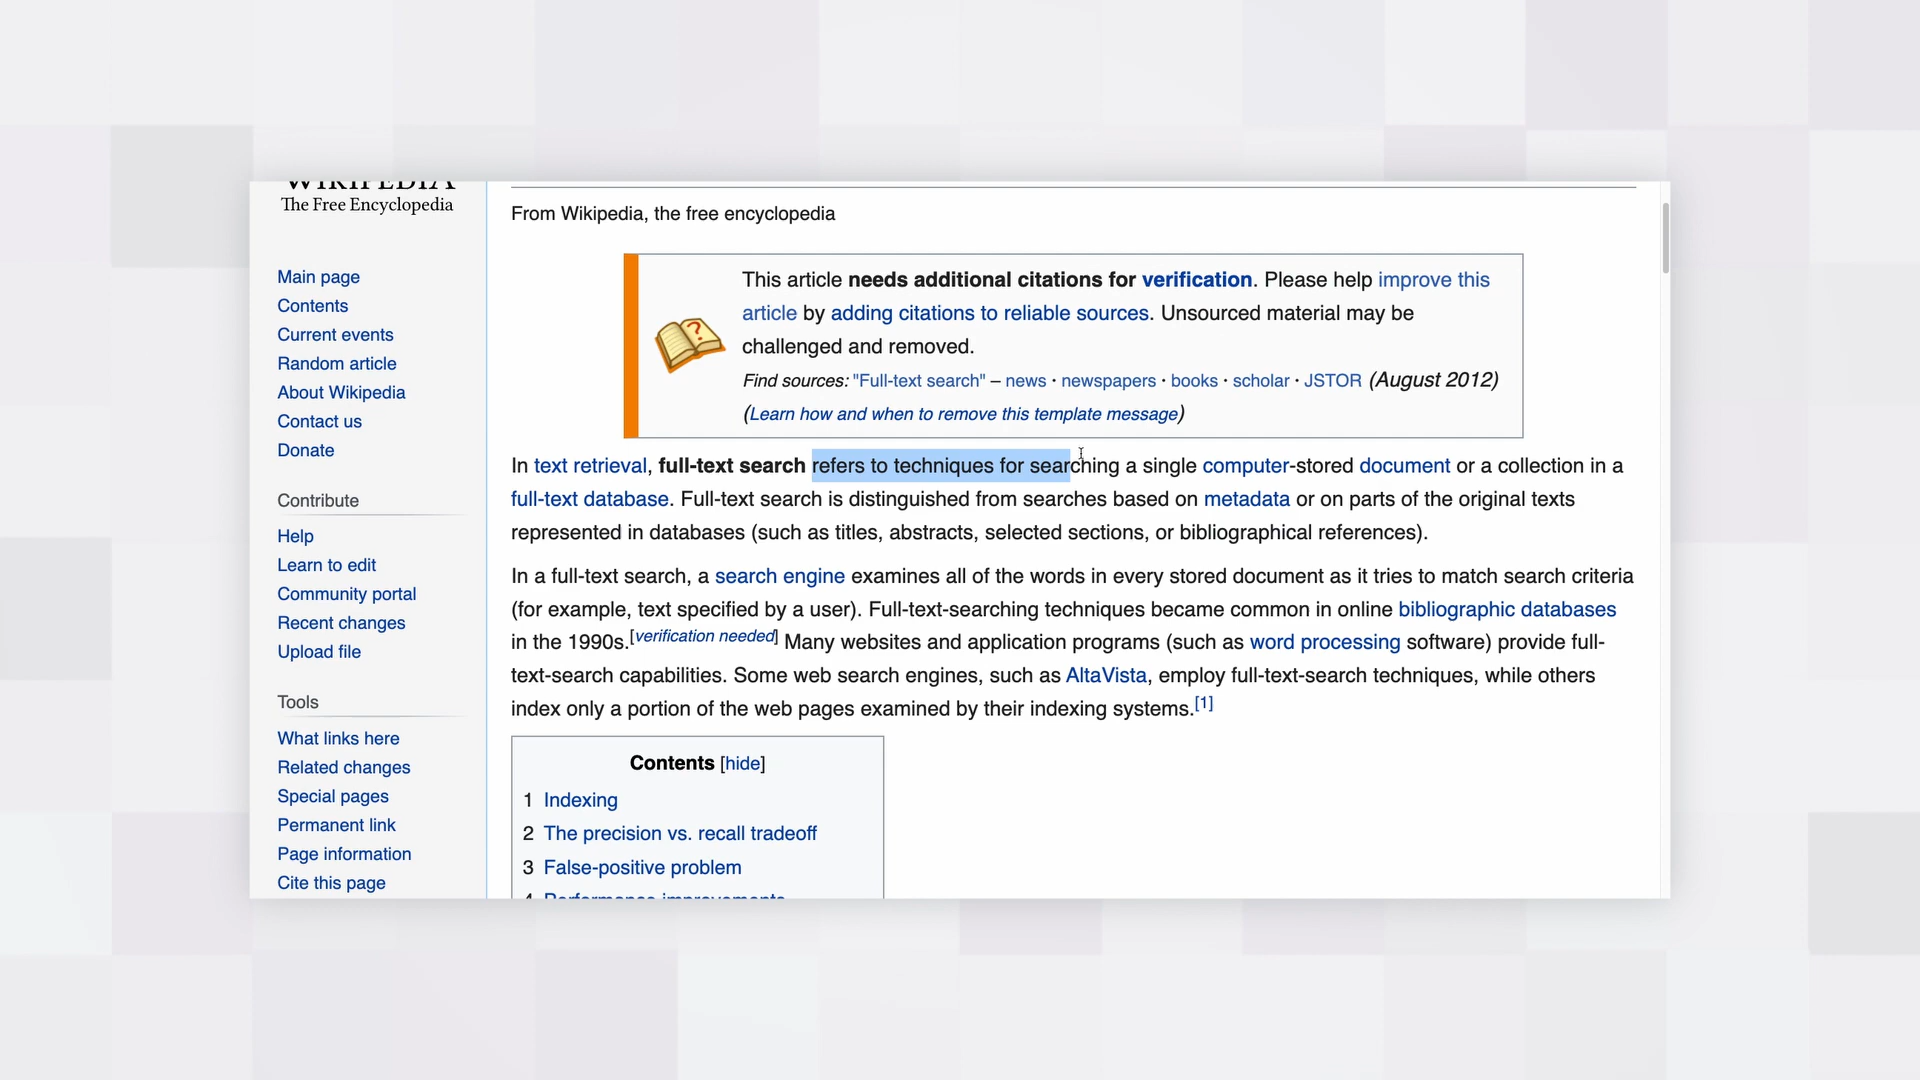 WIKIPEDIA
The Free Encyclopedia
Main page
Contents
Current events
Random article
About Wikipedia
Contact us
Donate
Contribute
Help
Learn to edit
Community portal
Recent changes
Upload file
Tools
What links here
Related changes
Special pages
Permanent link
Page information
Cite this page
From Wikipedia, the free encyclopedia
This article needs additional citations for verification. Please help improve this
article by adding citations to reliable sources. Unsourced material may be
challenged and removed.
Find sources: "Full-text search" – news · newspapers · books · scholar · JSTOR (August 2012)
(Learn how and when to remove this template message)
In text retrieval, full-text search refers to techniques for searching a single computer-stored document or a collection in a
full-text database. Full-text search is distinguished from searches based on metadata or on parts of the original texts
represented in databases (such as titles, abstracts, selected sections, or bibliographical references).
In a full-text search, a search engine examines all of the words in every stored document as it tries to match search criteria
(for example, text specified by a user). Full-text-searching techniques became common in online bibliographic databases
in the 1990s.[verification needed] Many websites and application programs (such as word processing software) provide full-
text-search capabilities. Some web search engines, such as AltaVista, employ full-text-search techniques, while others
index only a portion of the web pages examined by their indexing systems.[1]
Contents [hide]
1 Indexing
2 The precision vs. recall tradeoff
3 False-positive problem
4 Performance improvements